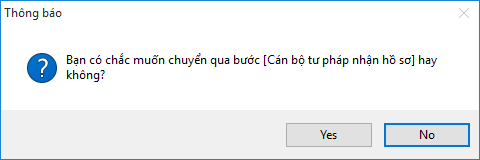 Thông báo
Bạn có chắc muốn chuyển qua bước [Cán bộ tư pháp nhận hồ sơ] hay
không?
Yes
No